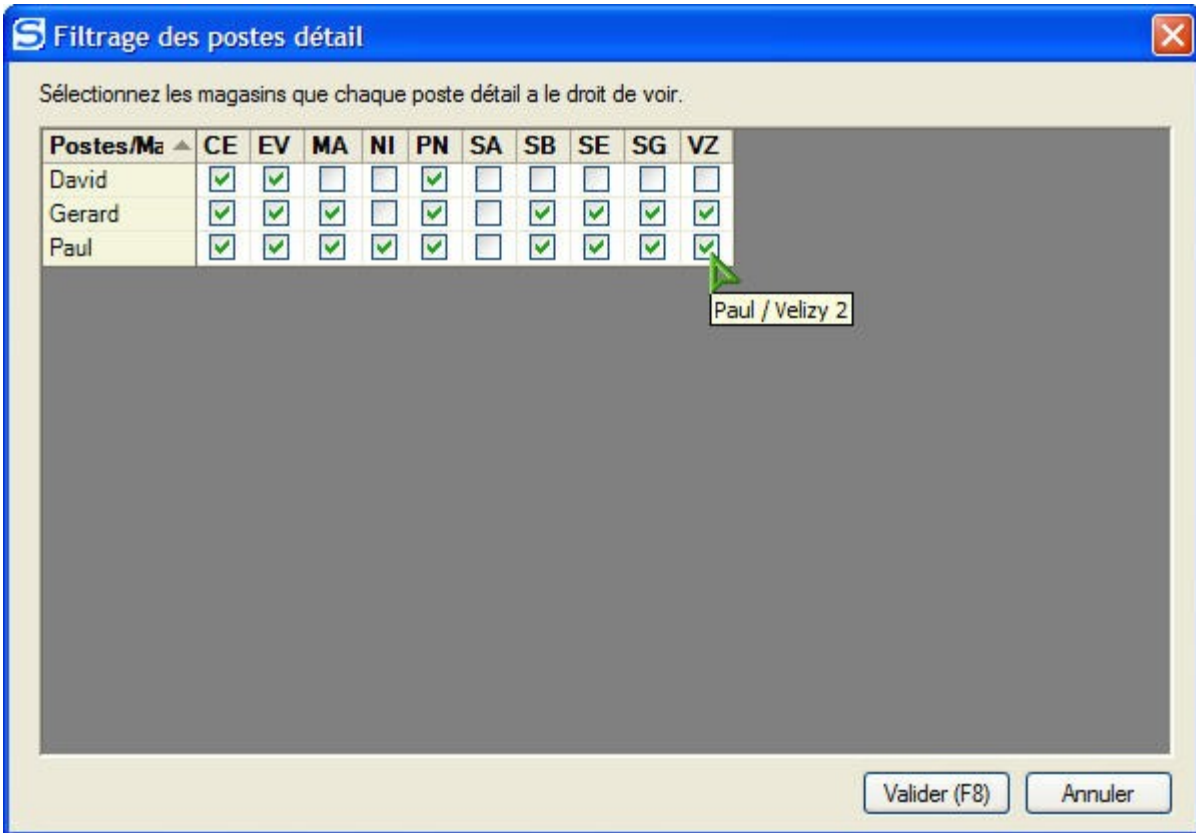 S Filtrage des postes détail
Sélectionnez les magasins que chaque poste détail a le droit de voir.
Postes/Ma CE EV MA NI PN SA SB SE SG VZ
David
Gerard
Paul
Paul / Velizy 2
Valider (F8) Annuler